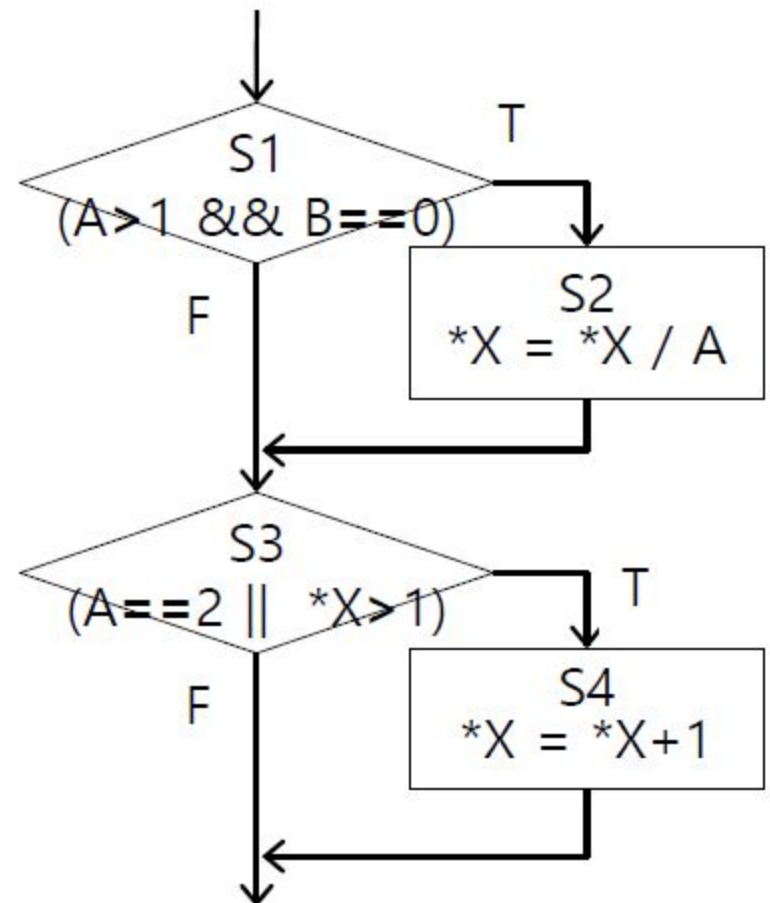 T
S1
(A>1 && B==0)
F
S2
*X = *X / A
S3
(A==2 || *X>1)
T
F
S4
*X = *X+1